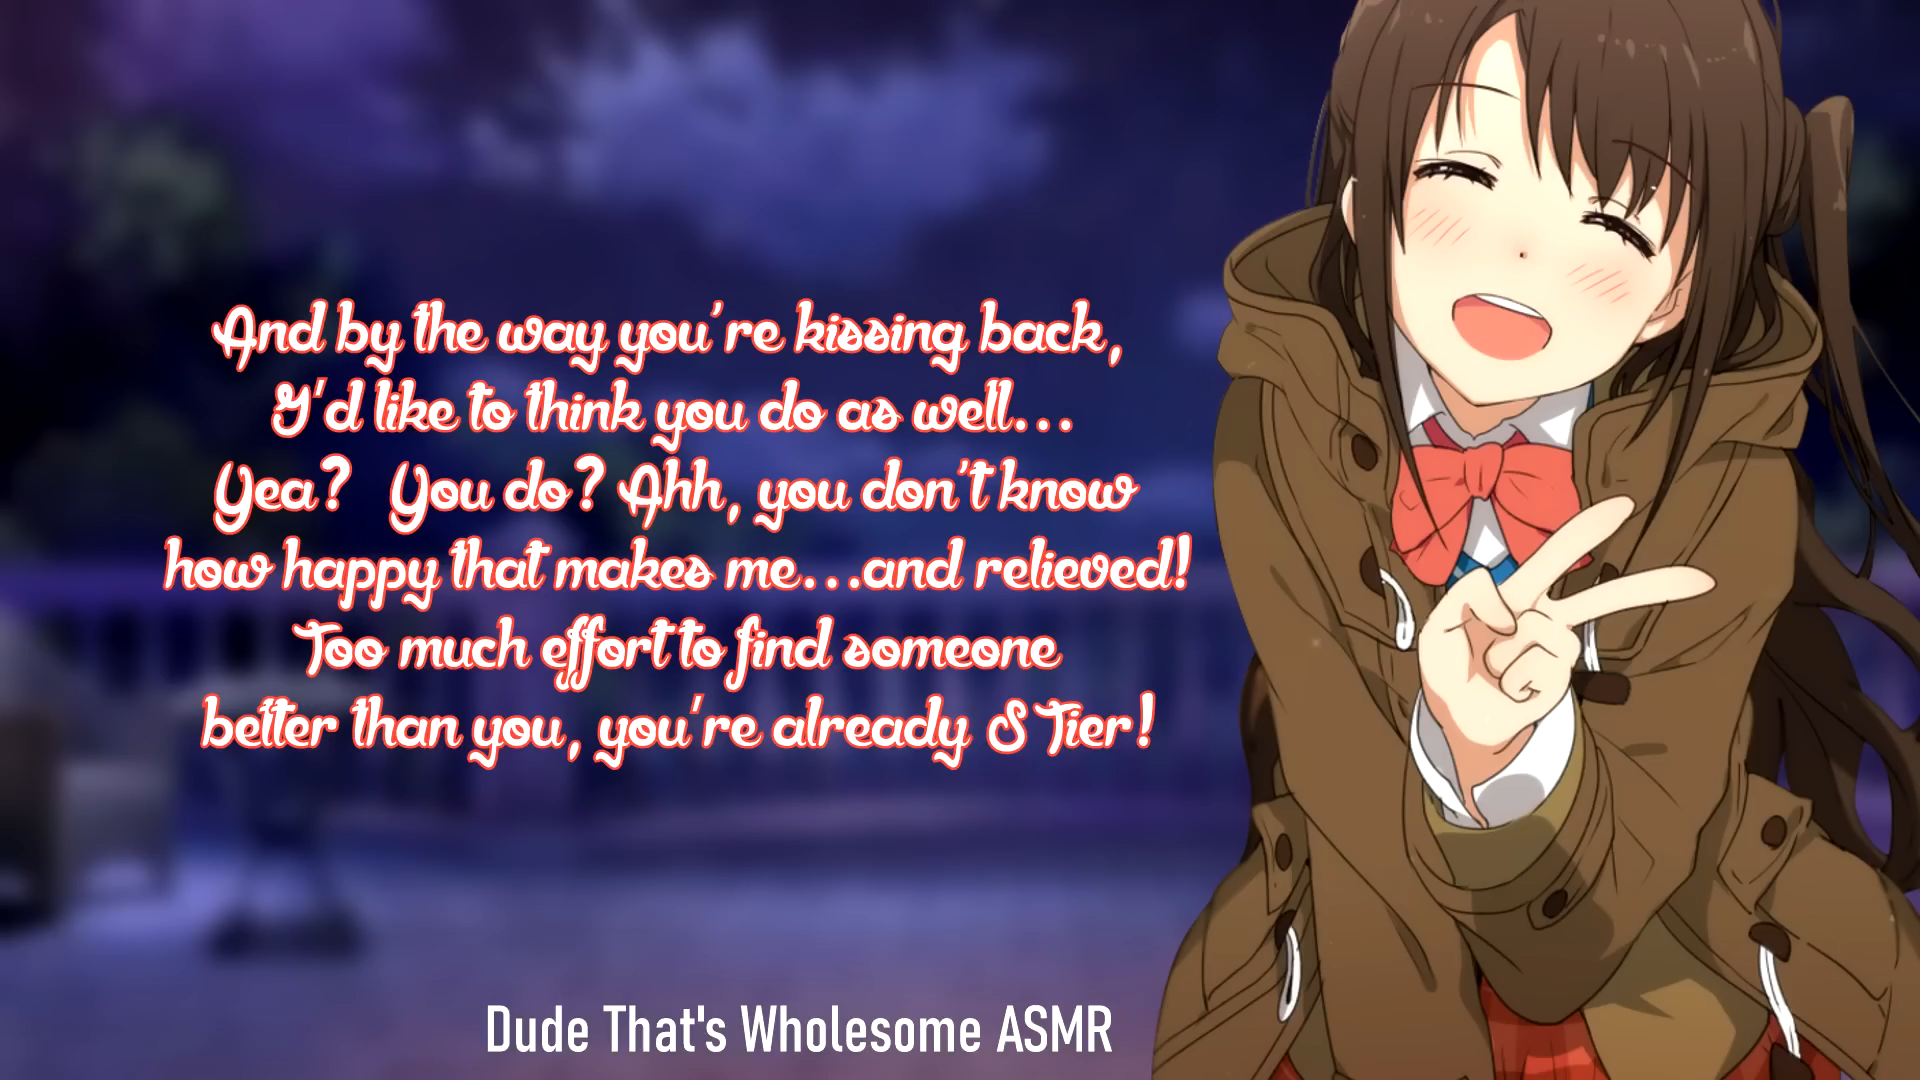 And by the way you're kissing back,
I'd like to think you do as well...
Yea? You do? Ahh, you don't know
how happy that makes me...and relieved!
Too much effort to find someone
better than you, you're already S Tier!
Dude That's Wholesome ASMR